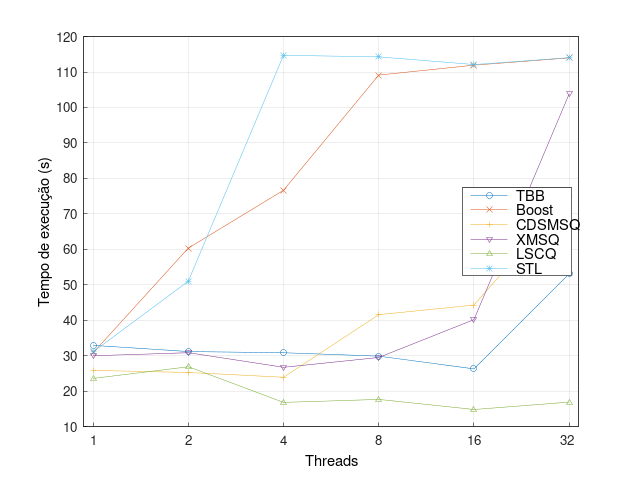 120
110
100
90
80
70
60
50
40
30
20
10
Tempo de execução (s)
TBB
Boost
CDSMSQ
XMSQ
LSCQ
STL
1 2 4 8 16 32
Threads